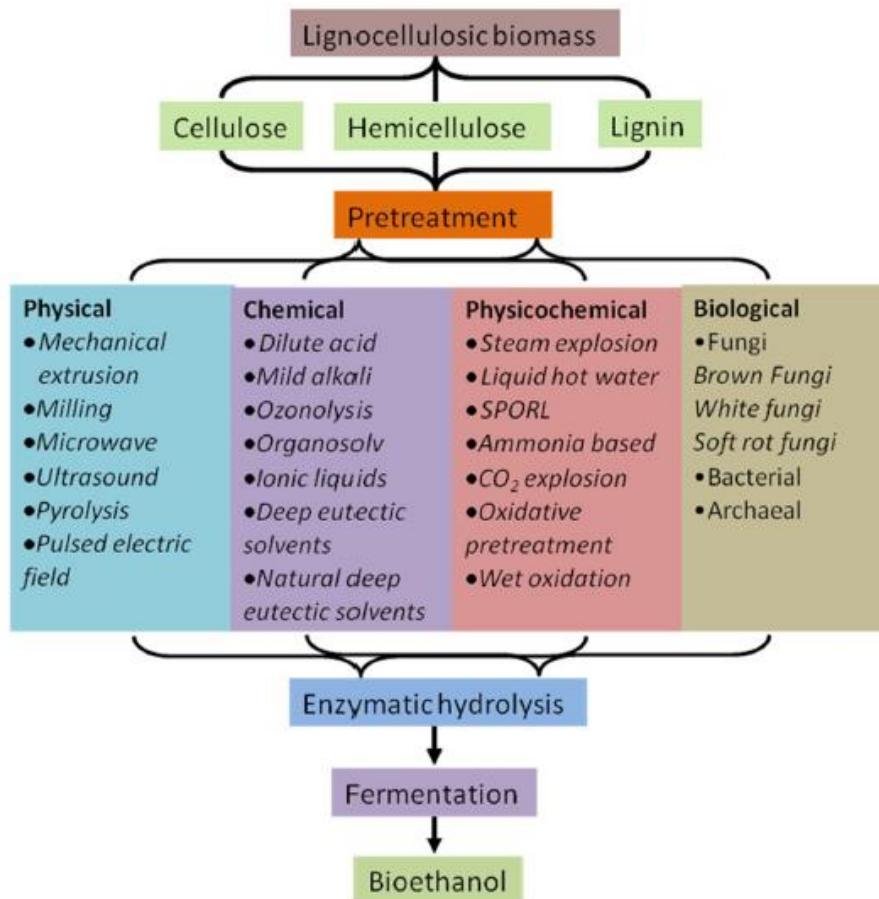 Lignocellulosic biomass
Cellulose
Hemicellulose
Lignin
Pretreatment
Physical
•Mechanical
extrusion
•Milling
•Microwave
•Ultrasound
•Pyrolysis
•Pulsed electric
field
Chemical
•Dilute acid
•Mild alkali
•Ozonolysis
•Organosolv
•Ionic liquids
•Deep eutectic
solvents
•Natural deep
eutectic solvents
Physicochemical
•Steam explosion
•Liquid hot water
•SPORL
•Ammonia based
•CO₂ explosion
•Oxidative
pretreatment
•Wet oxidation
Biological
•Fungi
Brown Fungi
White fungi
Soft rot fungi
•Bacterial
•Archaeal
Enzymatic hydrolysis
Fermentation
Bioethanol